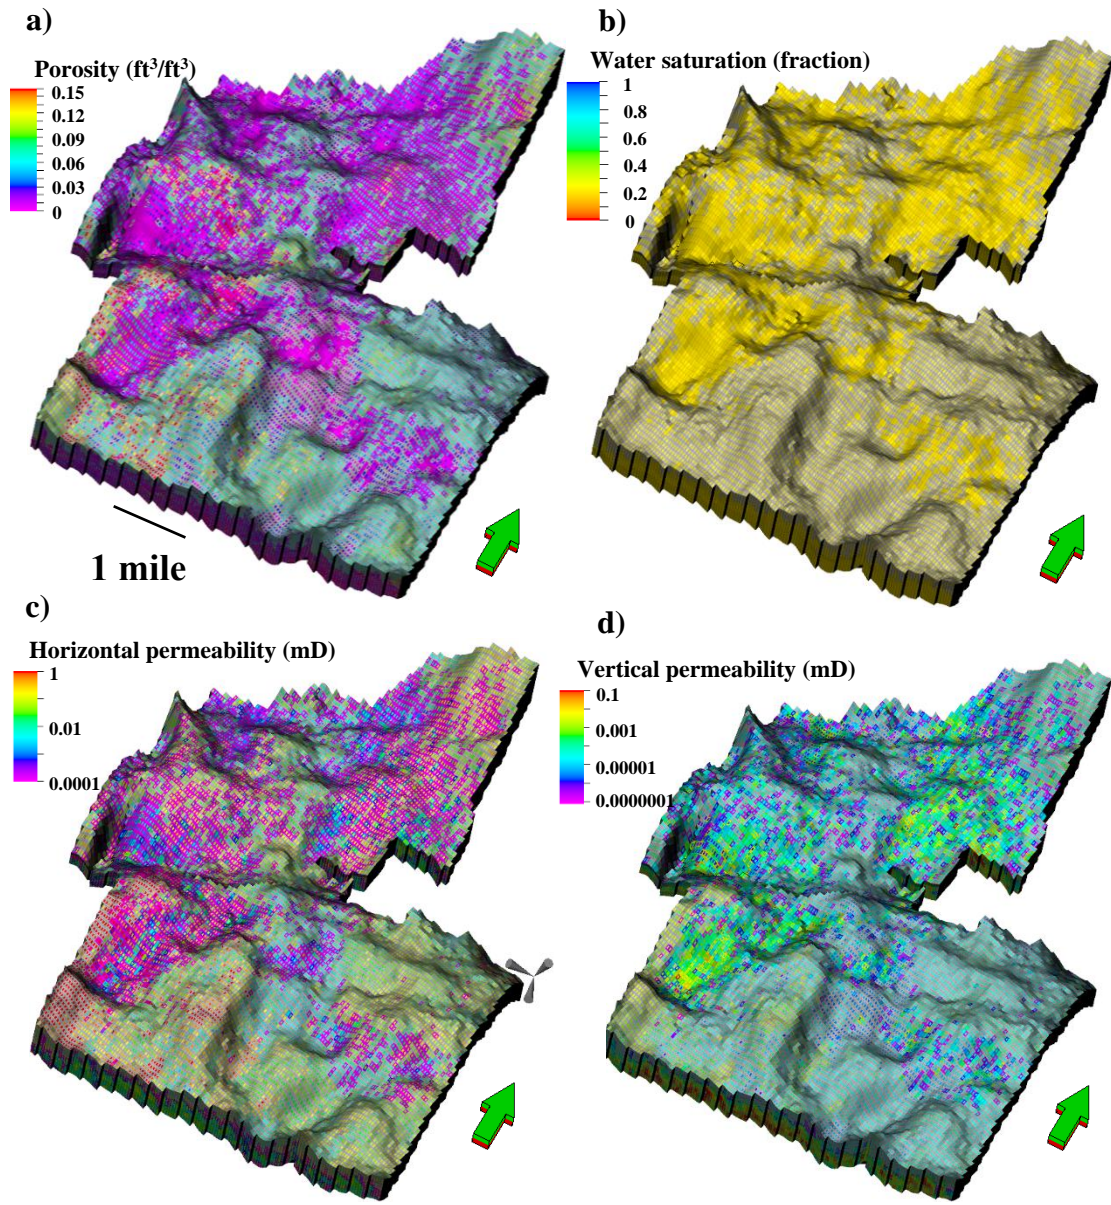 a)
Porosity (ft³/ft³)
0.15
0.12
0.09
0.06
0.03
0
1 mile
b)
Water saturation (fraction)
1
0.8
0.6
0.4
0.2
0
c)
Horizontal permeability (mD)
1
0.01
0.0001
d)
Vertical permeability (mD)
0.1
0.001
0.00001
0.0000001